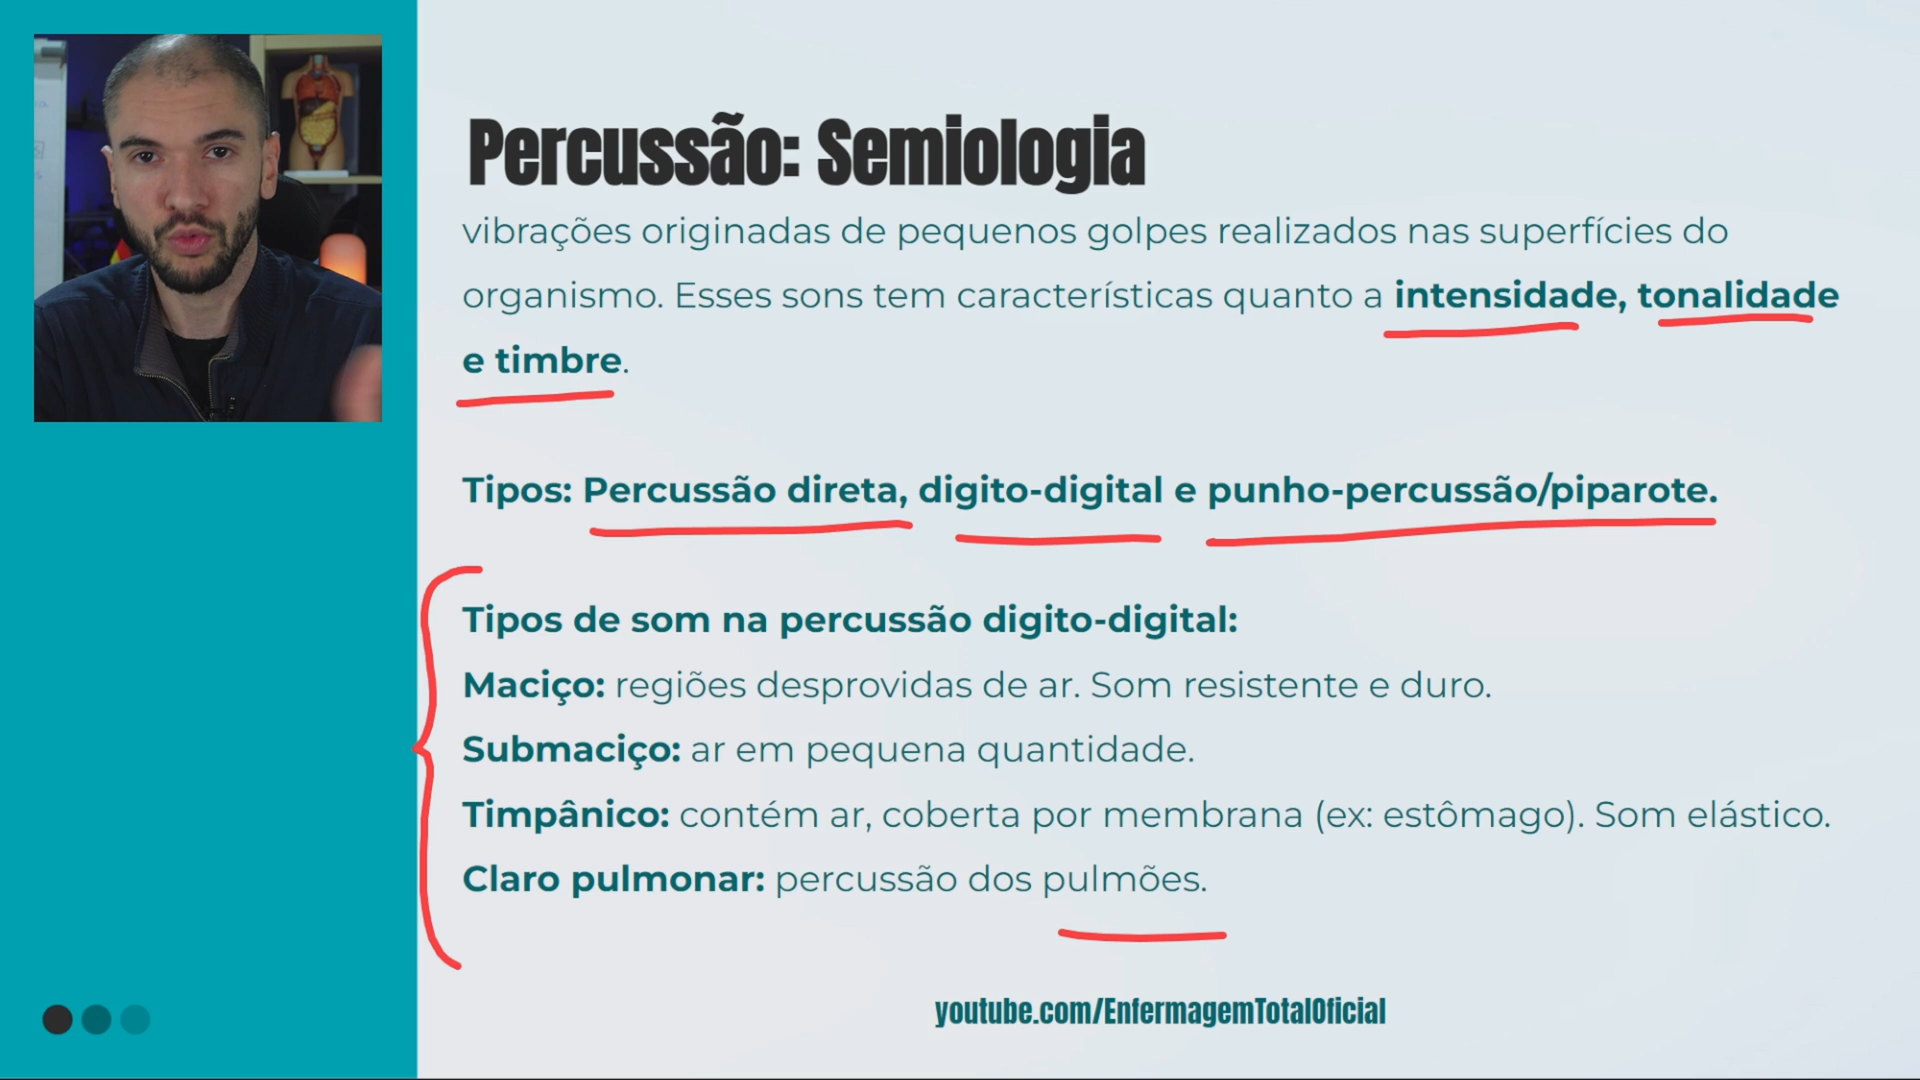 Percussão: Semiologia
vibrações originadas de pequenos golpes realizados nas superfícies do
organismo. Esses sons tem características quanto a intensidade, tonalidade
e timbre.
Tipos: Percussão direta, digito-digital e punho-percussão/piparote.
Tipos de som na percussão digito-digital:
Maciço: regiões desprovidas de ar. Som resistente e duro.
Submaciço: ar em pequena quantidade.
Timpânico: contém ar, coberta por membrana (ex: estômago). Som elástico.
Claro pulmonar: percussão dos pulmões.
youtube.com/EnfermagemTotalOficial